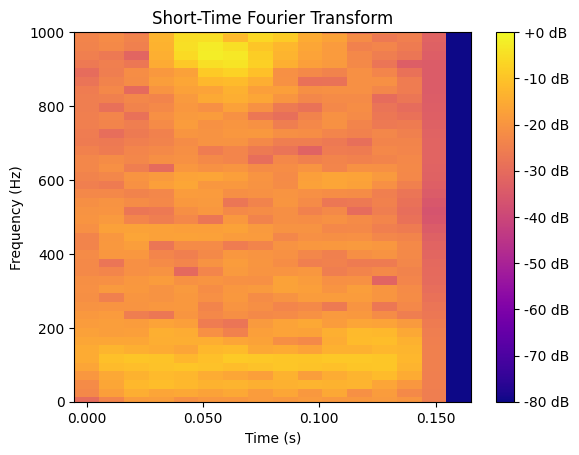 Short-Time Fourier Transform
Frequency (Hz)
1000
800
600
400
200
0
0.000
0.050
0.100
0.150
Time (s)
+0 dB
-10 dB
-20 dB
-30 dB
-40 dB
-50 dB
-60 dB
-70 dB
-80 dB